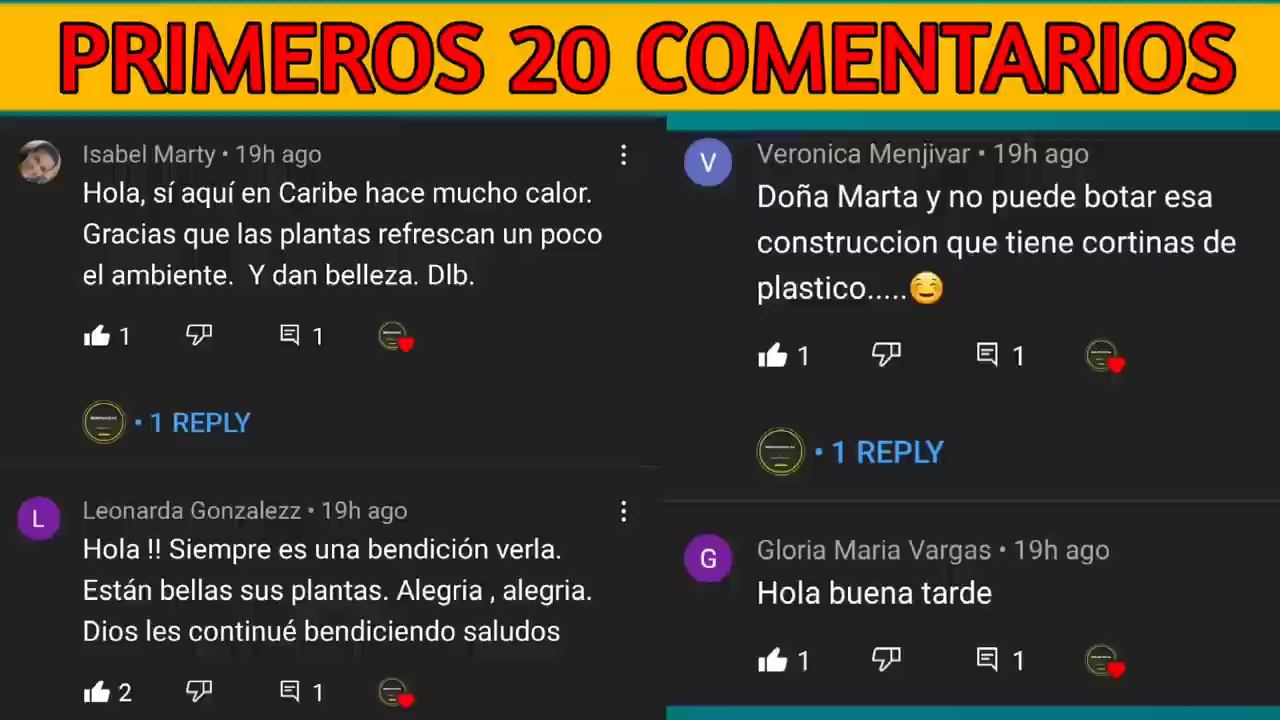 PRIMEROS 20 COMENTARIOS
Isabel Marty • 19h ago
Hola, sí aquí en Caribe hace mucho calor.
Gracias que las plantas refrescan un poco
el ambiente. Y dan belleza. Dlb.
1 1
• 1 REPLY
Leonarda Gonzalezz • 19h ago
Hola !! Siempre es una bendición verla.
Están bellas sus plantas. Alegria , alegria.
Dios les continué bendiciendo saludos
2 1
V
Veronica Menjivar • 19h ago
Doña Marta y no puede botar esa
construccion que tiene cortinas de
plastico.....😊
1 1
• 1 REPLY
G
Gloria Maria Vargas • 19h ago
Hola buena tarde
1 1
L